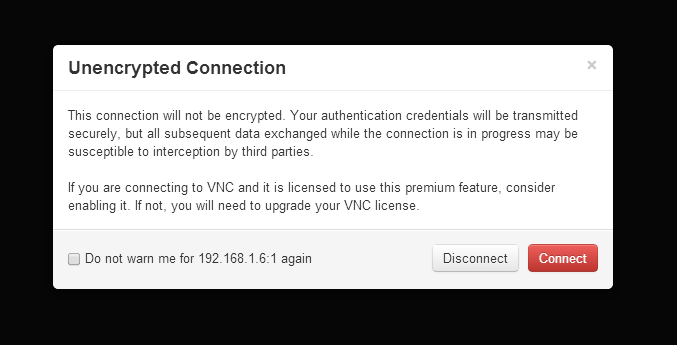 Unencrypted Connection ×
This connection will not be encrypted. Your authentication credentials will be transmitted
securely, but all subsequent data exchanged while the connection is in progress may be
susceptible to interception by third parties.
If you are connecting to VNC and it is licensed to use this premium feature, consider
enabling it. If not, you will need to upgrade your VNC license.
Do not warn me for 192.168.1.6:1 again Disconnect Connect